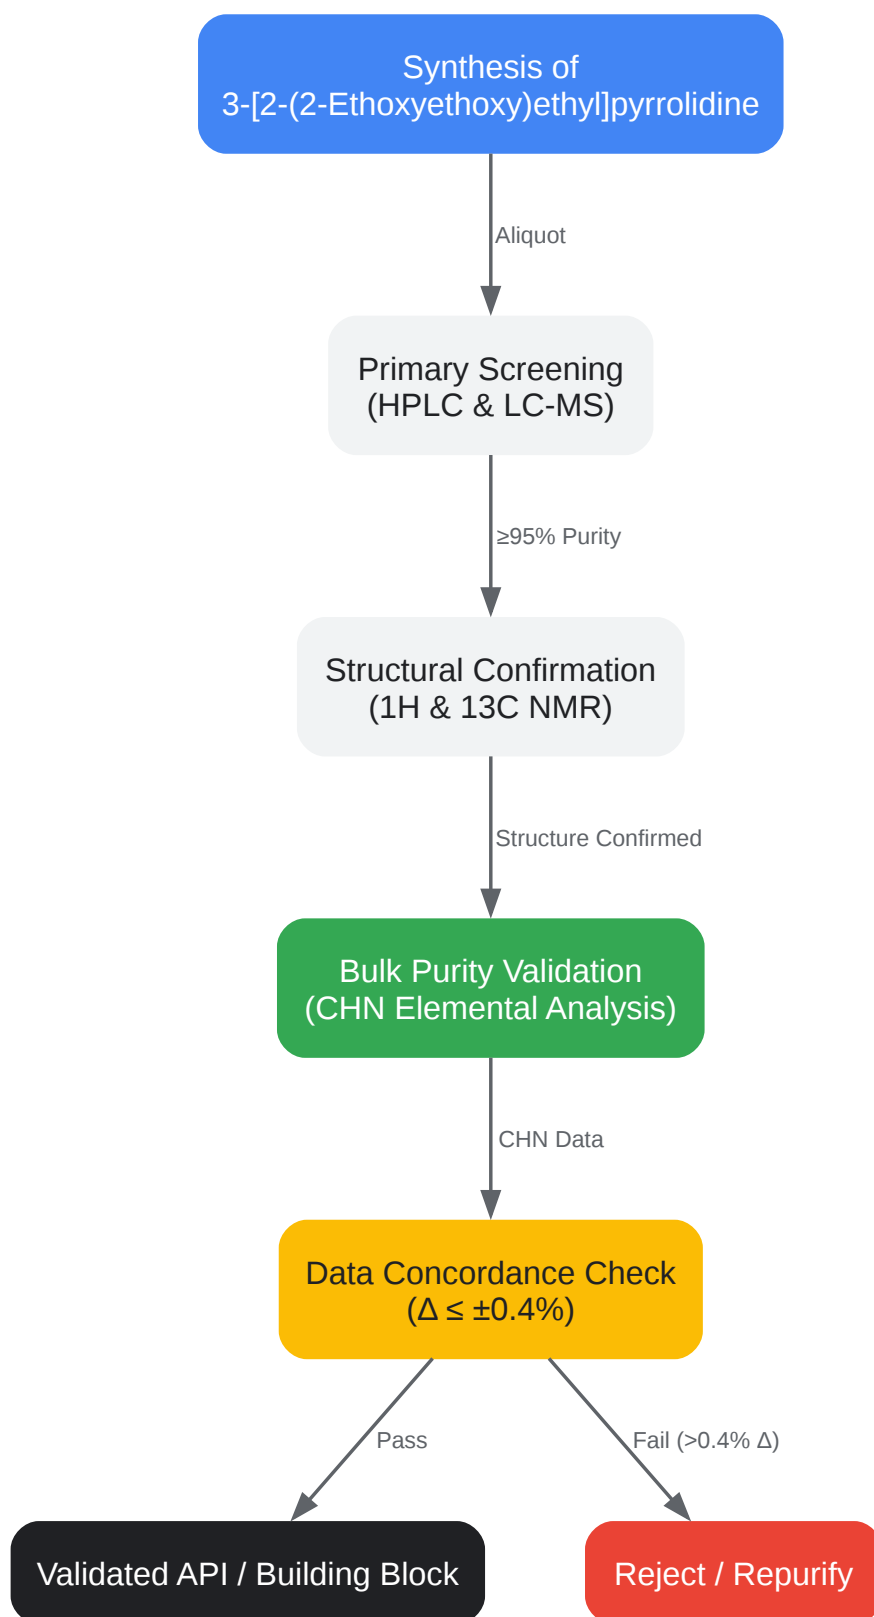 Synthesis of
3-[2-(2-Ethoxyethoxy)ethyl]pyrrolidine
Aliquot
Primary Screening
(HPLC & LC-MS)
≥95% Purity
Structural Confirmation
(1H & 13C NMR)
Structure Confirmed
Bulk Purity Validation
(CHN Elemental Analysis)
CHN Data
Data Concordance Check
(Δ ≤ ±0.4%)
Pass
Fail (>0.4% Δ)
Validated API / Building Block
Reject / Repurify